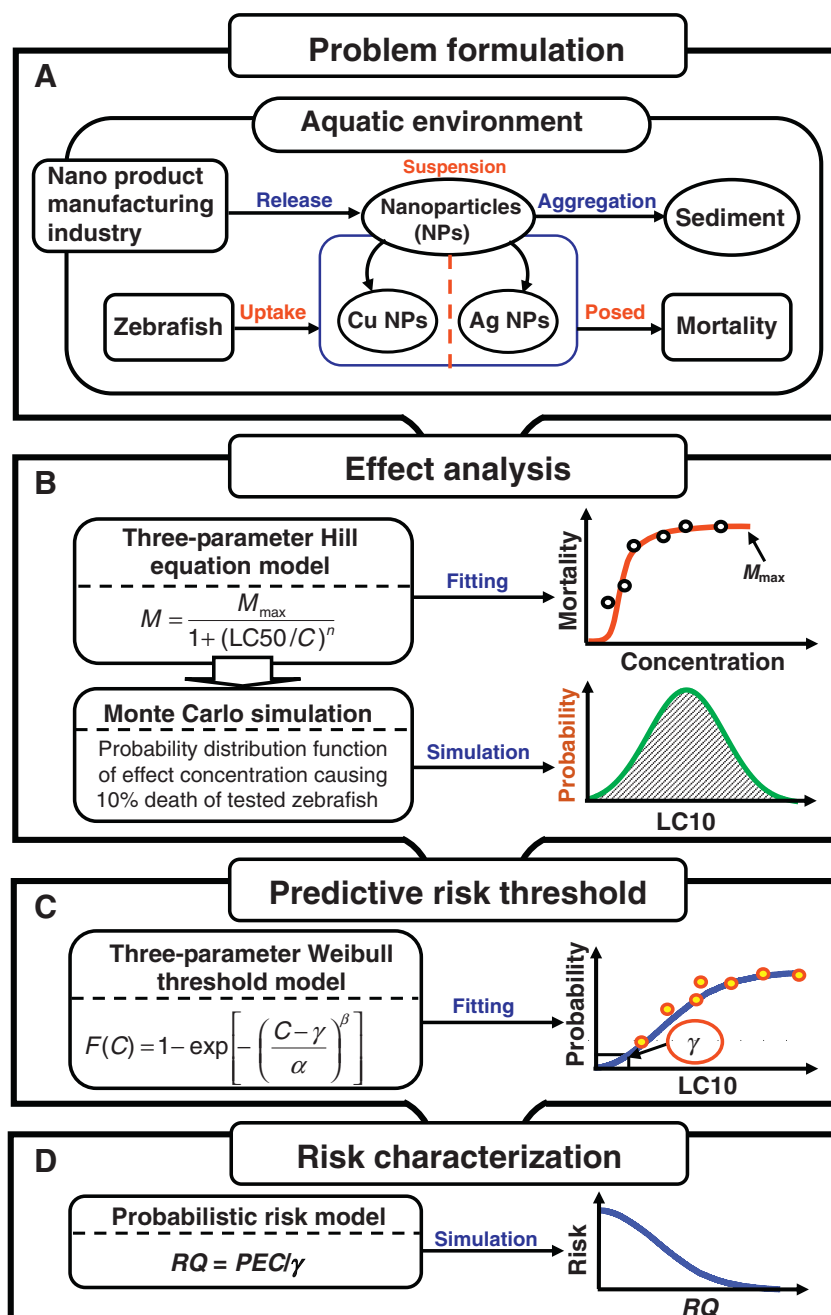 Problem formulation
A
Aquatic environment
Nano product
manufacturing
industry
Release
Suspension
Nanoparticles
(NPs)
Aggregation
Sediment
Zebrafish
Uptake
Cu NPs
Ag NPs
Posed
Mortality
Effect analysis
B
Three-parameter Hill
equation model
M = M_max / 1 + (LC50/C)^n
Fitting
Mortality
M_max
Concentration
Monte Carlo simulation
Probability distribution function
of effect concentration causing
10% death of tested zebrafish
Simulation
Probability
LC10
Predictive risk threshold
C
Three-parameter Weibull
threshold model
F(C) = 1 − exp[−((C − γ)/α)^β]
Fitting
Probability
γ
LC10
Risk characterization
D
Probabilistic risk model
RQ = PEC/γ
Simulation
Risk
RQ